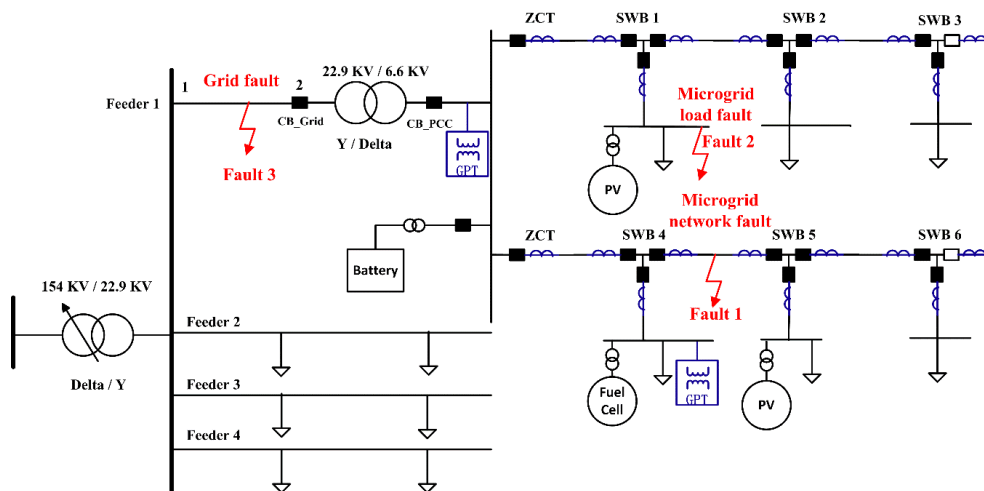 ZCT
SWB 1
SWB 2
SWB 3
22.9 KV / 6.6 KV
Grid fault
1
2
Feeder 1
CB_Grid
CB_PCC
Y / Delta
GPT
Fault 3
Microgrid
load fault
Fault 2
PV
Microgrid
network fault
ZCT
SWB 4
SWB 5
SWB 6
Battery
Fault 1
154 KV / 22.9 KV
Feeder 2
Delta / Y
Feeder 3
Fuel
Cell
GPT
PV
Feeder 4